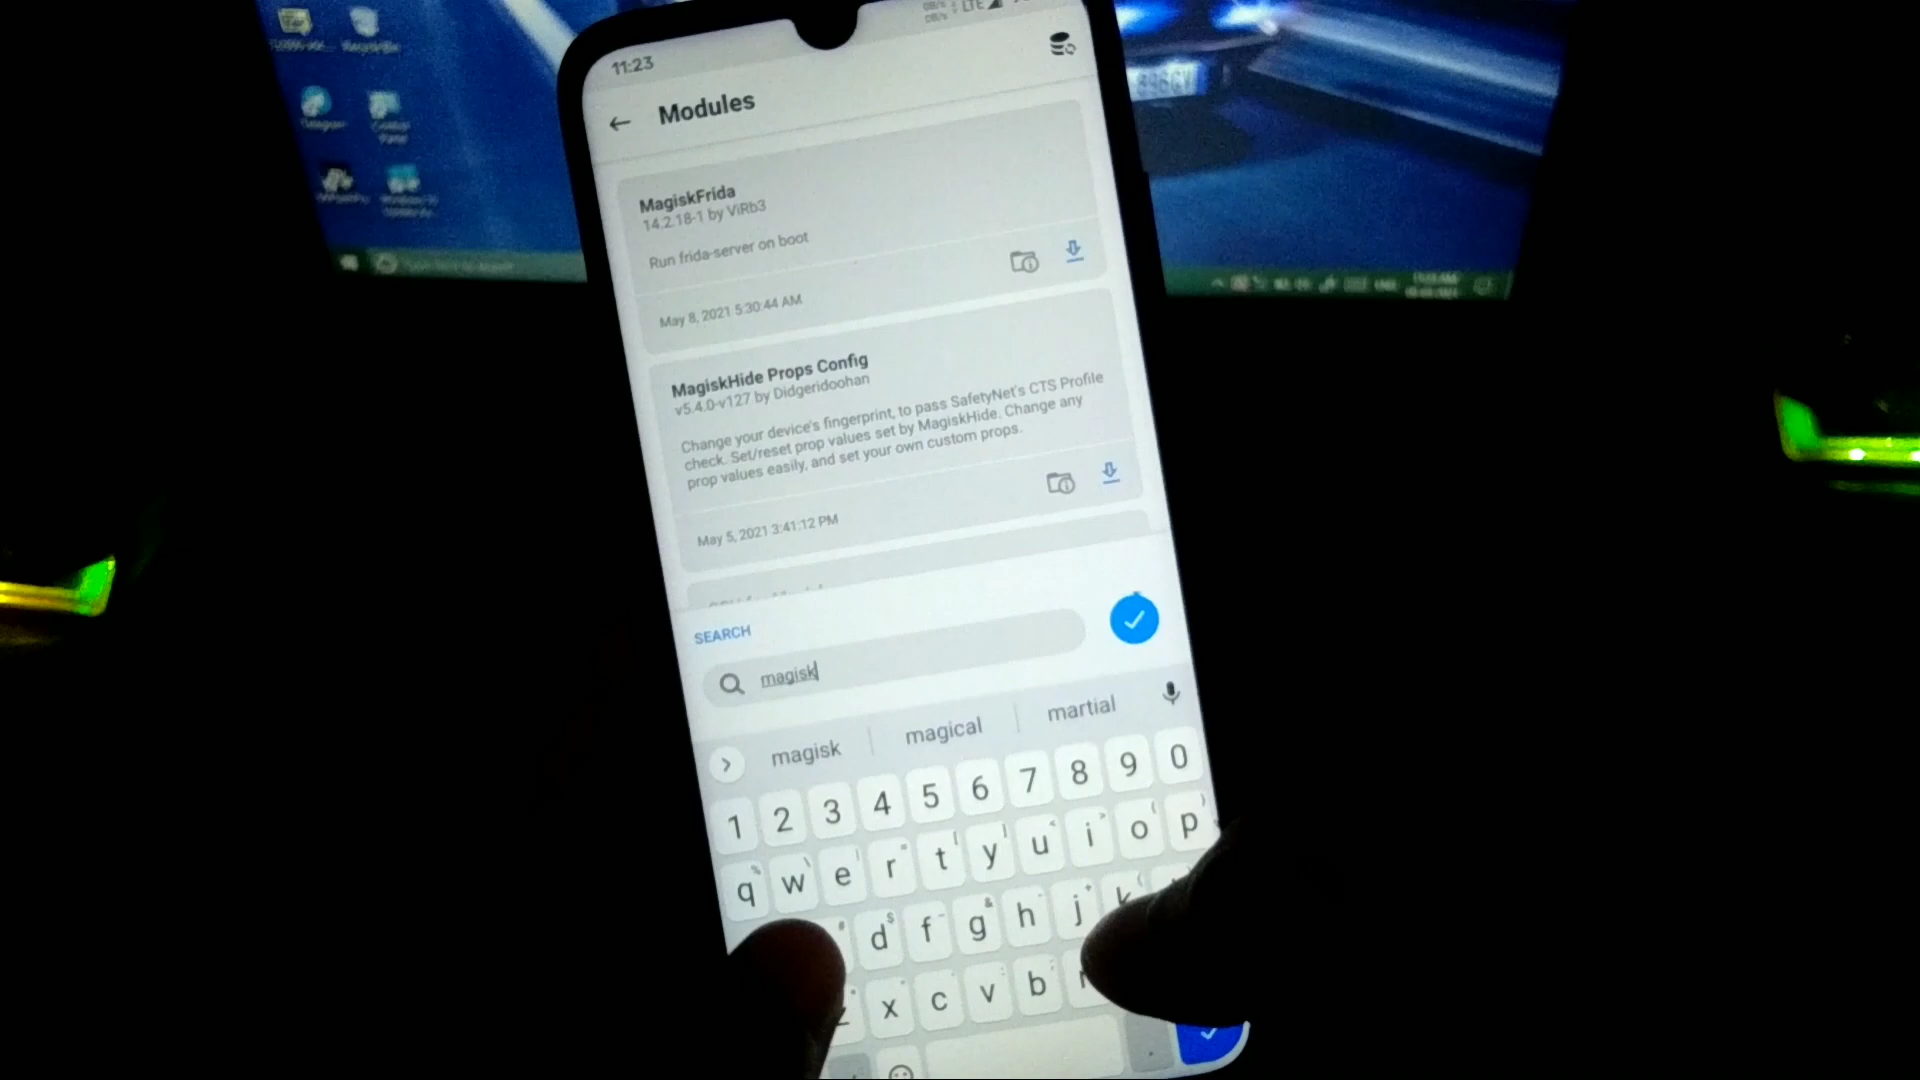 11:23
LTE
Modules
MagiskFrida
14.2.18-1 by ViRb3
Run frida-server on boot
May 8, 2021 5:30:44 AM
MagiskHide Props Config
v5.4.0-v127 by Didgeridoohan
Change your device's fingerprint, to pass SafetyNet's CTS Profile
check. Set/reset prop values set by MagiskHide. Change any
prop values easily, and set your own custom props.
May 5, 2021 3:41:12 PM
SEARCH
magisk
magisk magical martial
1 2 3 4 5 6 7 8 9 0
q w e r t y u i o p
d f g h j k
z x c v b